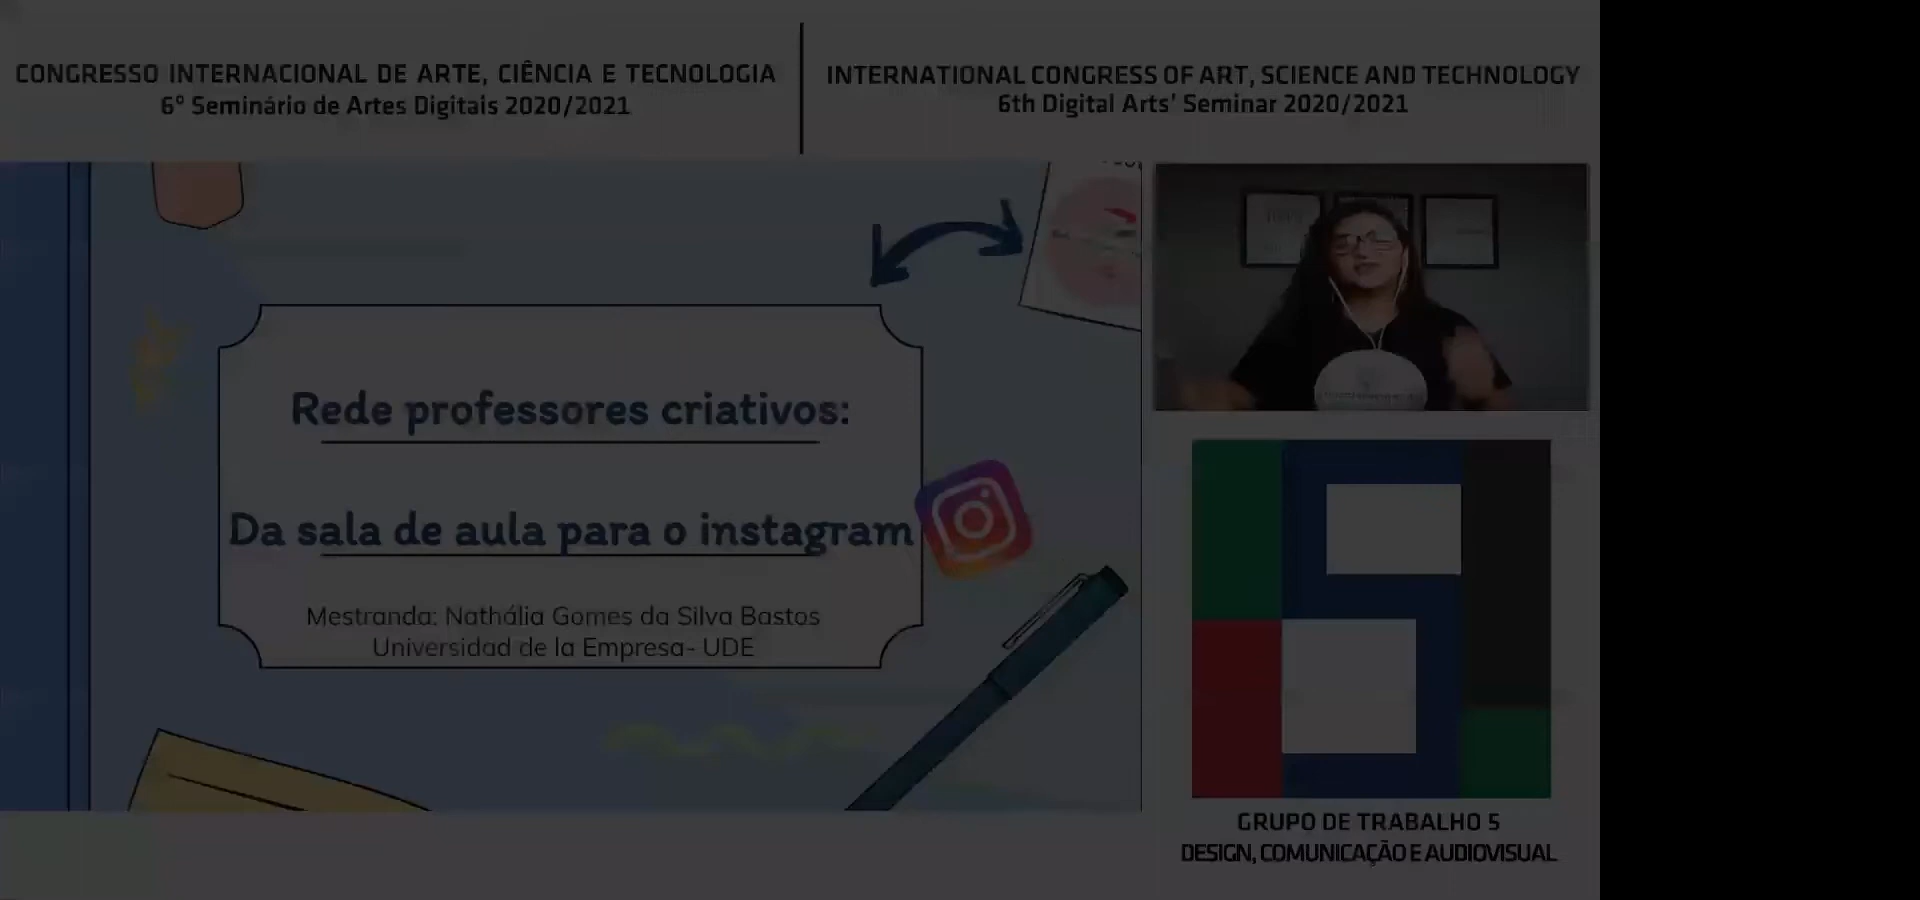 CONGRESSO INTERNACIONAL DE ARTE, CIÊNCIA E TECNOLOGIA
6º Seminário de Artes Digitais 2020/2021
INTERNATIONAL CONGRESS OF ART, SCIENCE AND TECHNOLOGY
6th Digital Arts' Seminar 2020/2021
Rede professores criativos:
Da sala de aula para o instagram
Mestranda: Nathália Gomes da Silva Bastos
Universidad de la Empresa- UDE
GRUPO DE TRABALHO 5
DESIGN, COMUNICAÇÃO E AUDIOVISUAL